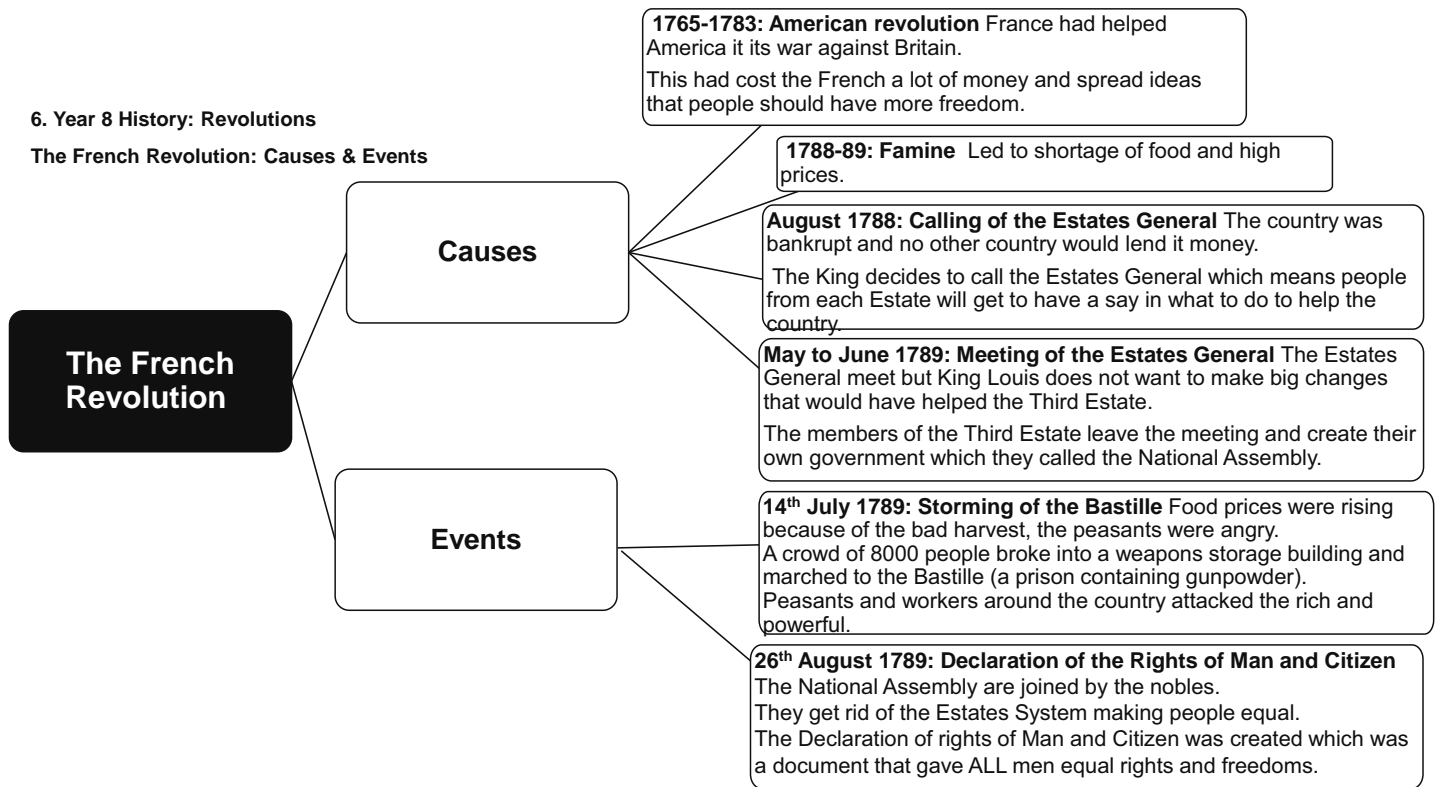 6. Year 8 History: Revolutions
The French Revolution: Causes & Events
The French
Revolution
Causes
1765-1783: American revolution France had helped
America it its war against Britain.
This had cost the French a lot of money and spread ideas
that people should have more freedom.
1788-89: Famine Led to shortage of food and high
prices.
August 1788: Calling of the Estates General The country was
bankrupt and no other country would lend it money.
The King decides to call the Estates General which means people
from each Estate will get to have a say in what to do to help the
country.
May to June 1789: Meeting of the Estates General The Estates
General meet but King Louis does not want to make big changes
that would have helped the Third Estate.
The members of the Third Estate leave the meeting and create their
own government which they called the National Assembly.
Events
14th July 1789: Storming of the Bastille Food prices were rising
because of the bad harvest, the peasants were angry.
A crowd of 8000 people broke into a weapons storage building and
marched to the Bastille (a prison containing gunpowder).
Peasants and workers around the country attacked the rich and
powerful.
26th August 1789: Declaration of the Rights of Man and Citizen
The National Assembly are joined by the nobles.
They get rid of the Estates System making people equal.
The Declaration of rights of Man and Citizen was created which was
a document that gave ALL men equal rights and freedoms.